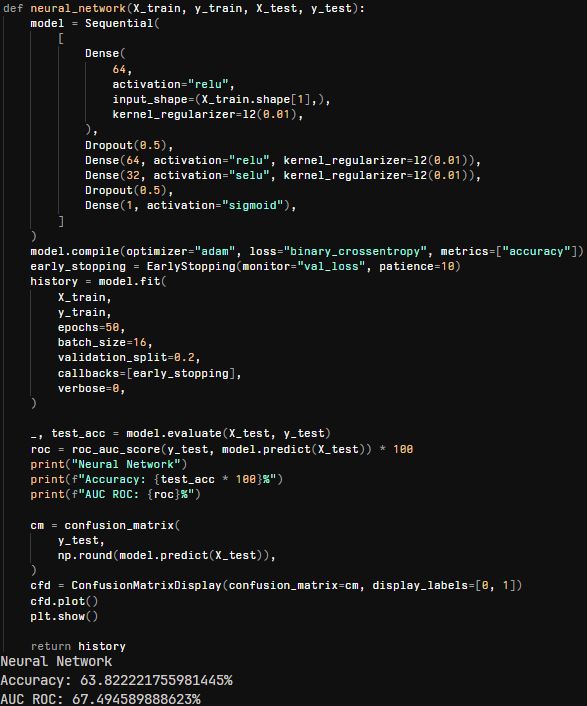 def neural_network(X_train, y_train, X_test, y_test):
    model = Sequential(
        [
            Dense(
                64,
                activation="relu",
                input_shape=(X_train.shape[1],),
                kernel_regularizer=l2(0.01),
            ),
            Dropout(0.5),
            Dense(64, activation="relu", kernel_regularizer=l2(0.01)),
            Dense(32, activation="selu", kernel_regularizer=l2(0.01)),
            Dropout(0.5),
            Dense(1, activation="sigmoid"),
        ]
    )
    model.compile(optimizer="adam", loss="binary_crossentropy", metrics=["accuracy"])
    early_stopping = EarlyStopping(monitor="val_loss", patience=10)
    history = model.fit(
        X_train,
        y_train,
        epochs=50,
        batch_size=16,
        validation_split=0.2,
        callbacks=[early_stopping],
        verbose=0,
    )
    _, test_acc = model.evaluate(X_test, y_test)
    roc = roc_auc_score(y_test, model.predict(X_test)) * 100
    print("Neural Network")
    print(f"Accuracy: {test_acc * 100}%")
    print(f"AUC ROC: {roc}%")
    cm = confusion_matrix(
        y_test,
        np.round(model.predict(X_test)),
    )
    cfd = ConfusionMatrixDisplay(confusion_matrix=cm, display_labels=[0, 1])
    cfd.plot()
    plt.show()
    return history
Neural Network
Accuracy: 63.822221755981445%
AUC ROC: 67.494589888623%